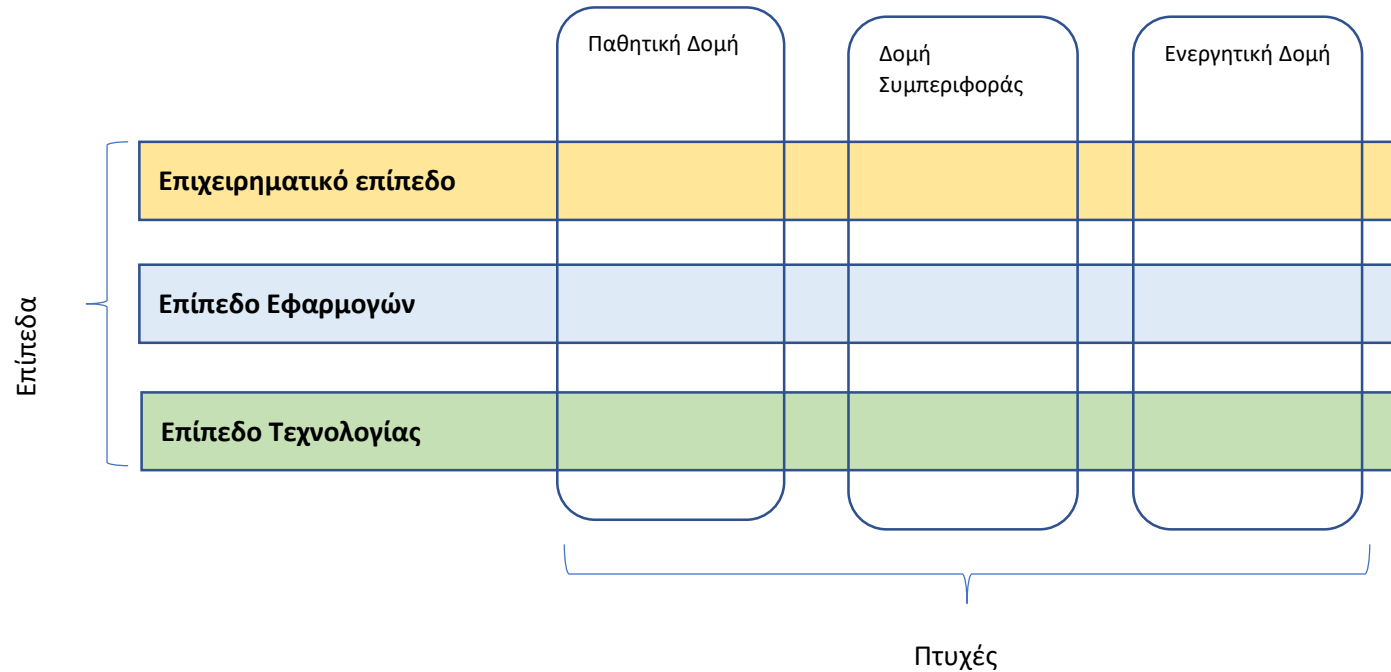 Παθητική Δομή
Δομή
Συμπεριφοράς
Ενεργητική Δομή
Επιχειρηματικό επίπεδο
Επίπεδο Εφαρμογών
Επίπεδο Τεχνολογίας
Επίπεδα
Πτυχές